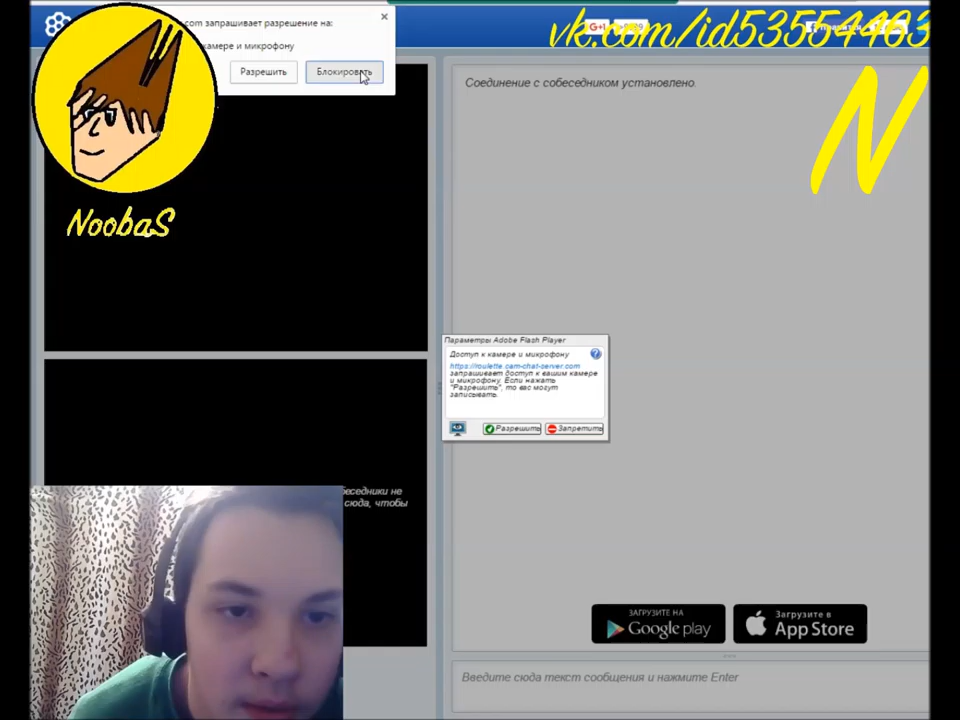 com запрашивает разрешение на:
камере и микрофону
Разрешить
Блокировать
vk.com/id53554463
N
NoobaS
Соединение с собеседником установлено.
Параметры Adobe Flash Player
Доступ к камере и микрофону
https://roulette.cam-chat-server.com
запрашивает доступ к вашим камере
и микрофону. Если нажать
"Разрешить", то вас могут
записывать.
Разрешить
Запретить
беседники не
сюда, чтобы
ЗАГРУЗИТЕ НА
Google play
Загрузите в
App Store
Введите сюда текст сообщения и нажмите Enter